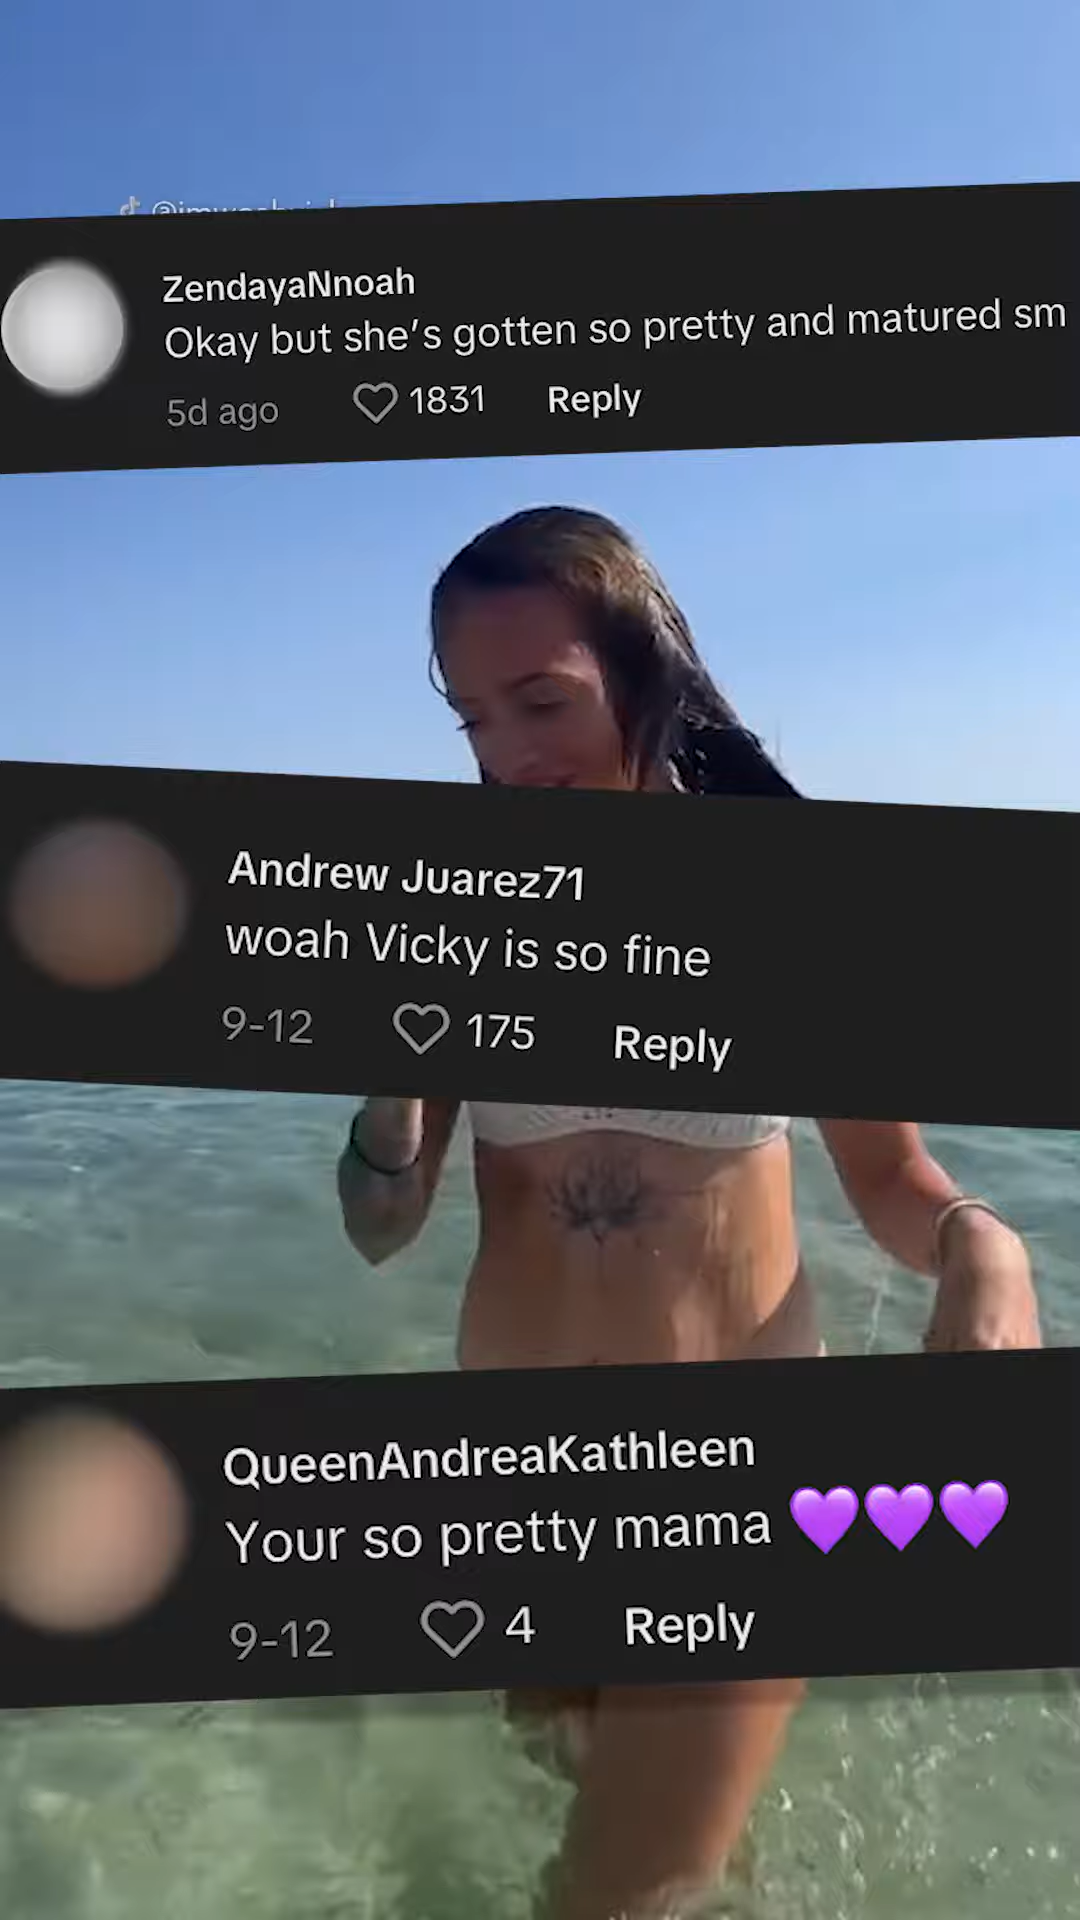 ZendayaNnoah
Okay but she's gotten so pretty and matured sm
5d ago 1831 Reply
Andrew Juarez71
woah Vicky is so fine
9-12 175 Reply
QueenAndreaKathleen
Your so pretty mama 💜💜💜
9-12 4 Reply